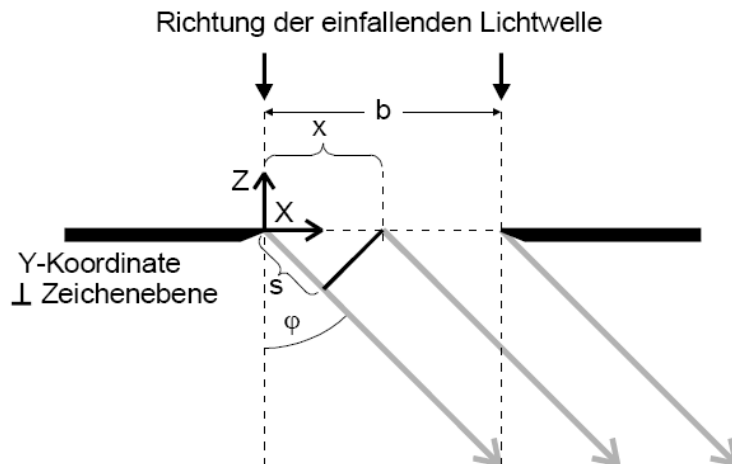 Richtung der einfallenden Lichtwelle
b
x
Z
X
Y-Koordinate
⊥ Zeichenebene
s
φ